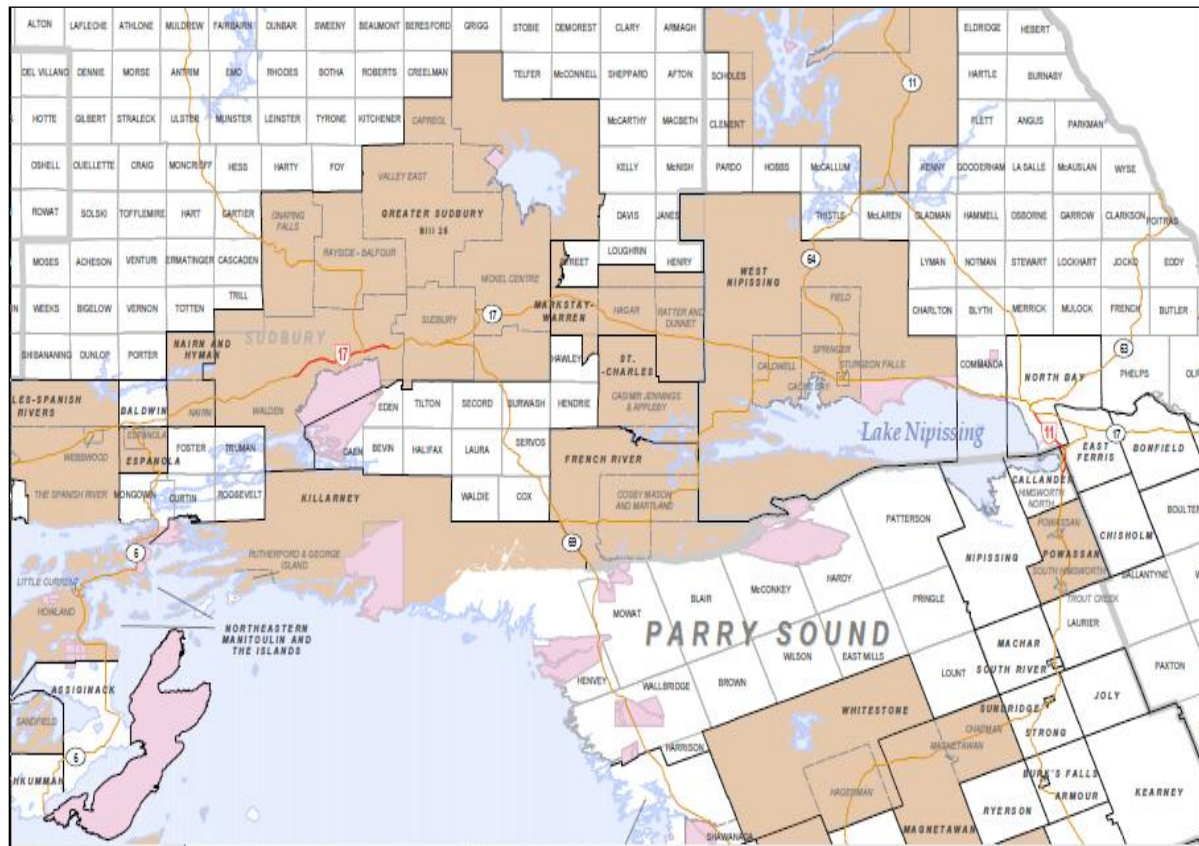 ALTON LAFLECHE ATHLONE MULDREW FAIRBAIRN DUNBAR SWEENY BEAUMONT BERESFORD GRIGG STOBIE DEMOREST CLARY ARMAGH ELDRIDGE HEBERT
DEL VILLANO DENNIE MORSE ANTRIM EMO RHODES BOTHA ROBERTS CREELMAN TELFER McCONNELL SHEPPARD AFTON SCHOLES 11 HARTLE BURNABY
HOTTE GILBERT STRALECK ULSTER MUNSTER LEINSTER TYRONE KITCHENER CAPREOL McCARTHY MACBETH CLEMENT FLETT ANGUS PARKMAN
OSHELL OUELLETTE CRAIG MONCRIEFF HESS HARTY FOY KELLY McNISH PARDO HOBBS McCALLUM KENNY GOODERHAM LA SALLE McAUSLAN WYSE
VALLEY EAST
ROWAT SOLSKI TOFFLEMIRE HART CARTIER ONAPING FALLS GREATER SUDBURY DAVIS JANES THISTLE McLAREN GLADMAN HAMMELL OSBORNE GARROW CLARKSON POITRAS
Bill 25
MOSES ACHESON VENTURI ERMATINGER CASCADEN RAYSIDE - BALFOUR STREET LOUGHRIN HENRY 64 LYMAN NOTMAN STEWART LOCKHART JOCKO EDDY
NICKEL CENTRE WEST NIPISSING
WEEKS BIGELOW VERNON TOTTEN TRILL SUDBURY 17 MARKSTAY-WARREN HAGAR RATTER AND DUNNET FIELD CHARLTON BLYTH MERRICK MULOCK FRENCH BUTLER
SHIBANANING DUNLOP PORTER NAIRN AND HYMAN SUDBURY 17 HAWLEY ST.-CHARLES CALDWELL SPRINGER STURGEON FALLS COMMANDA NORTH BAY 63 PHELPS
CACHE BAY
LES-SPANISH RIVERS BALDWIN NAIRN WALDEN EDEN TILTON SECORD BURWASH HENDRIE CASIMIR JENNINGS & APPLEBY
Lake Nipissing 11 17
WEBBWOOD ESPANOLA ESPANOLA FOSTER TRUMAN CAEN BEVIN HALIFAX LAURA SERVOS FRENCH RIVER EAST FERRIS BONFIELD
THE SPANISH RIVER MONGOWN CURTIN ROOSEVELT KILLARNEY WALDIE COX COSBY MASON AND MARTLAND CALLANDER HIMSWORTH NORTH
PATTERSON POWASSAN CHISHOLM BOULTER
6 RUTHERFORD & GEORGE ISLAND 69 NIPISSING POWASSAN
LITTLE CURRENT HARDY SOUTH HIMSWORTH BALLANTYNE
HOWLAND McCONKEY BLAIR PRINGLE TROUT CREEK
MOWAT LAURIER
NORTHEASTERN MANITOULIN AND THE ISLANDS PARRY SOUND
WILSON EAST MILLS MACHAR
ASSIGINACK HENVEY WALLBRIDGE BROWN LOUNT SOUTH RIVER PAXTON
JOLY
SANDFIELD WHITESTONE SUNDRIDGE
CHAPMAN STRONG
HARRISON MAGNETAWAN
6
HKUMMAH BURK'S FALLS
HAGERMAN ARMOUR KEARNEY
RYERSON
SHAWANAGA MAGNETAWAN